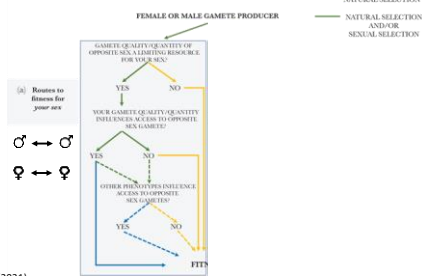 NATURAL SELECTION
FEMALE OR MALE GAMETE PRODUCER
NATURAL SELECTION
AND/OR
SEXUAL SELECTION
GAMETE QUALITY/QUANTITY OF
OPPOSITE SEX A LIMITING RESOURCE
FOR YOUR SEX?
(a) Routes to
fitness for
your sex
YES NO
YOUR GAMETE QUALITY/QUANTITY
INFLUENCES ACCESS TO OPPOSITE
SEX GAMETE?
♂ ↔ ♂
♀ ↔ ♀
YES NO
OTHER PHENOTYPES INFLUENCE
ACCESS TO OPPOSITE
SEX GAMETES?
YES NO
FITN